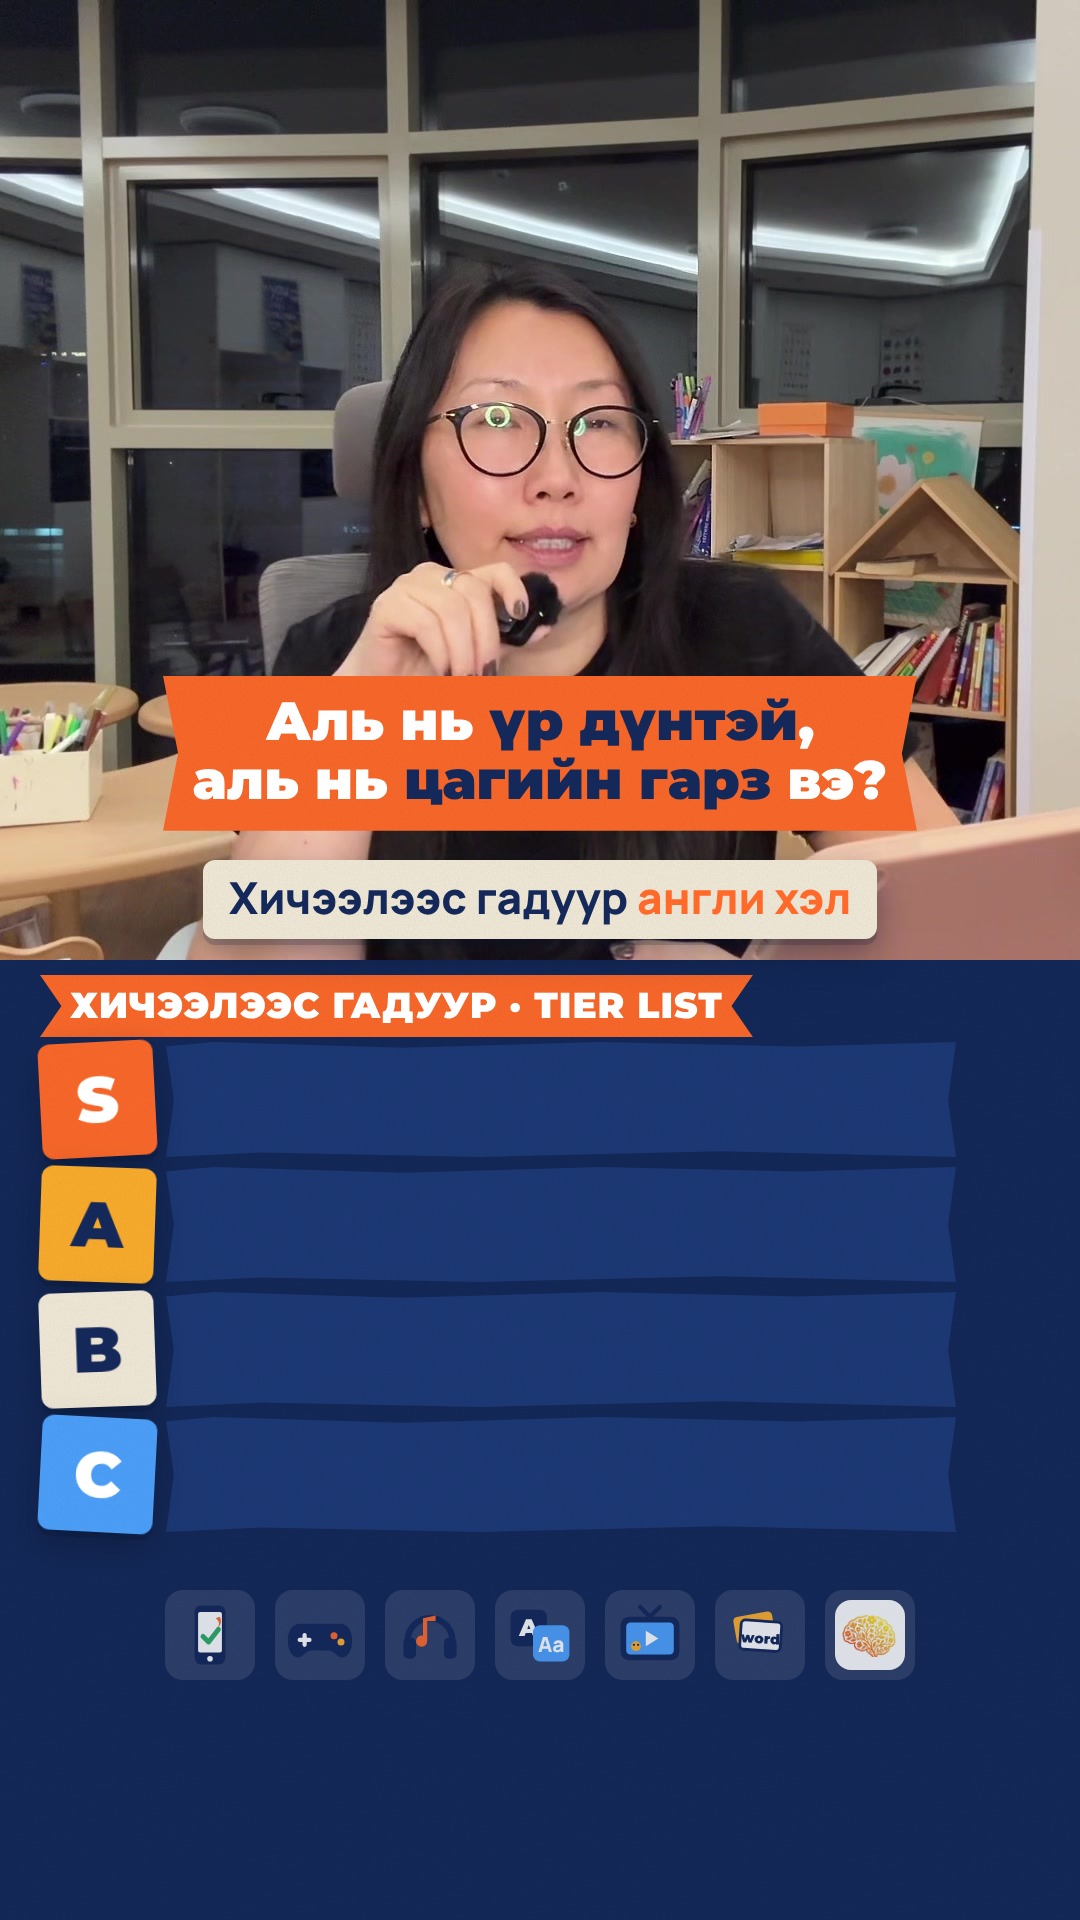 Аль нь үр дүнтэй,
аль нь цагийн гарз вэ?
Хичээлээс гадуур англи хэл
ХИЧЭЭЛЭЭС ГАДУУР • TIER LIST
S
A
B
C
A
Aa
word